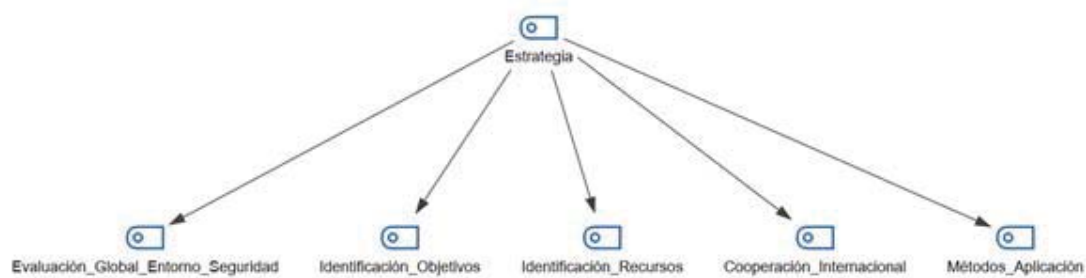 Estrategia
Evaluación_Global_Entorno_Seguridad
Identificación_Objetivos
Identificación_Recursos
Cooperación_Internacional
Métodos_Aplicación